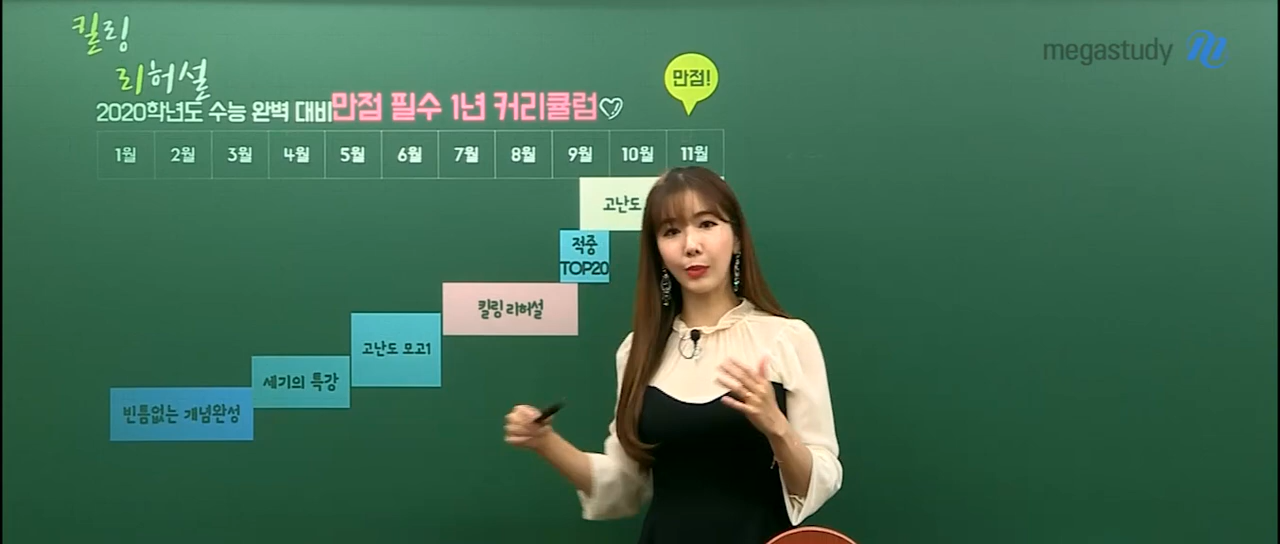 킬링
리허설
megastudy
만점!
2020학년도 수능 완벽 대비 만점 필수 1년 커리큘럼♡
1월 2월 3월 4월 5월 6월 7월 8월 9월 10월 11월
고난도
적중
TOP20
킬링 리허설
고난도 모고1
세기의 특강
빈틈없는 개념완성